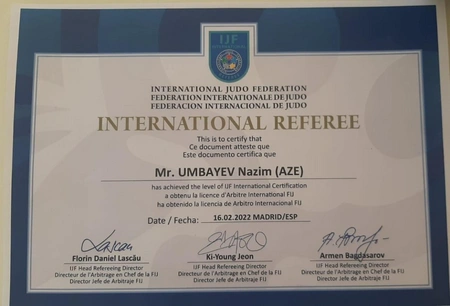 IJF
INTERNATIONAL JUDO FEDERATION
FEDERATION INTERNATIONALE DE JUDO
FEDERACION INTERNACIONAL DE JUDO
INTERNATIONAL REFEREE
This is to certify that
Ce document atteste que
Este documento certifica que
Mr. UMBAYEV Nazim (AZE)
has achieved the level of IJF International Certification
a obtenu la licence d'Arbitre International FIJ
ha obtenido la licencia de Arbitro Internacional FIJ
Date / Fecha: 16.02.2022 MADRID/ESP
Florin Daniel Lascău Ki-Young Jeon Armen Bagdasarov
IJF Head Refereeing Director IJF Head Refereeing Director IJF Head Refereeing Director
Directeur de l'Arbitrage en Chef de la FIJ Directeur de l'Arbitrage en Chef de la FIJ Directeur de l'Arbitrage en Chef de la FIJ
Director Jefe de Arbitraje FIJ Director Jefe de Arbitraje FIJ Director Jefe de Arbitraje FIJ